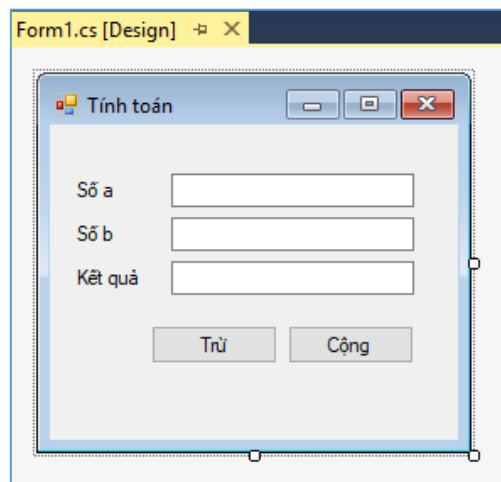 Form1.cs [Design]
Tính toán
Số a
Số b
Kết quả
Trừ Cộng